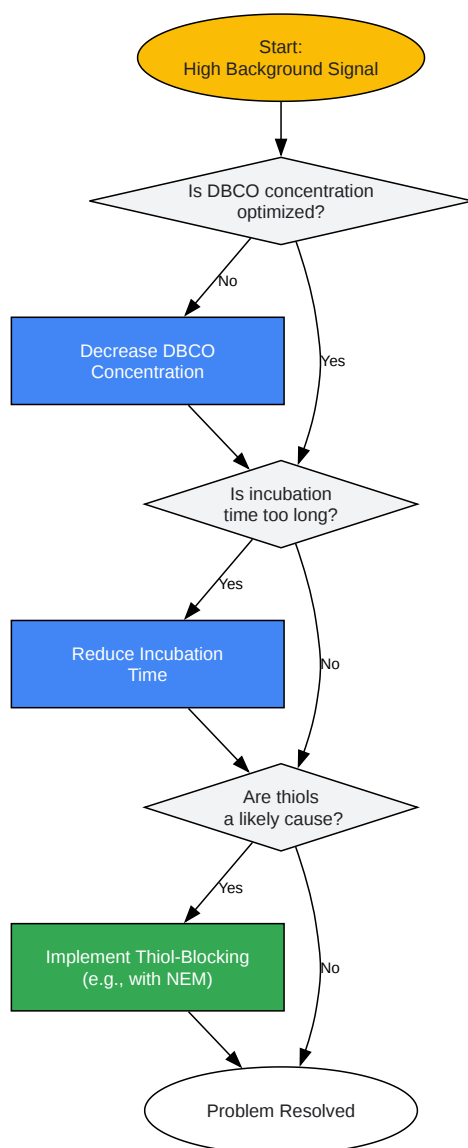 Start:
High Background Signal
Is DBCO concentration
optimized?
No
Decrease DBCO
Concentration
Yes
Is incubation
time too long?
Yes
Reduce Incubation
Time
No
Are thiols
a likely cause?
Yes
Implement Thiol-Blocking
(e.g., with NEM)
No
Problem Resolved